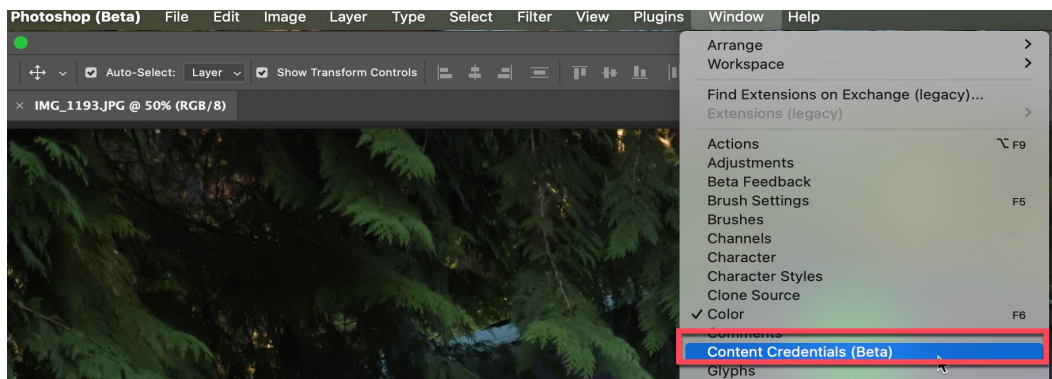 Photoshop (Beta) File Edit Image Layer Type Select Filter View Plugins Window Help
Auto-Select: Layer Show Transform Controls
× IMG_1193.JPG @ 50% (RGB/8)
Arrange >
Workspace >
Find Extensions on Exchange (legacy)...
Extensions (legacy) >
Actions ⌥ F9
Adjustments
Beta Feedback
Brush Settings F5
Brushes
Channels
Character
Character Styles
Clone Source
✓ Color F6
Comments
Content Credentials (Beta)
Glyphs